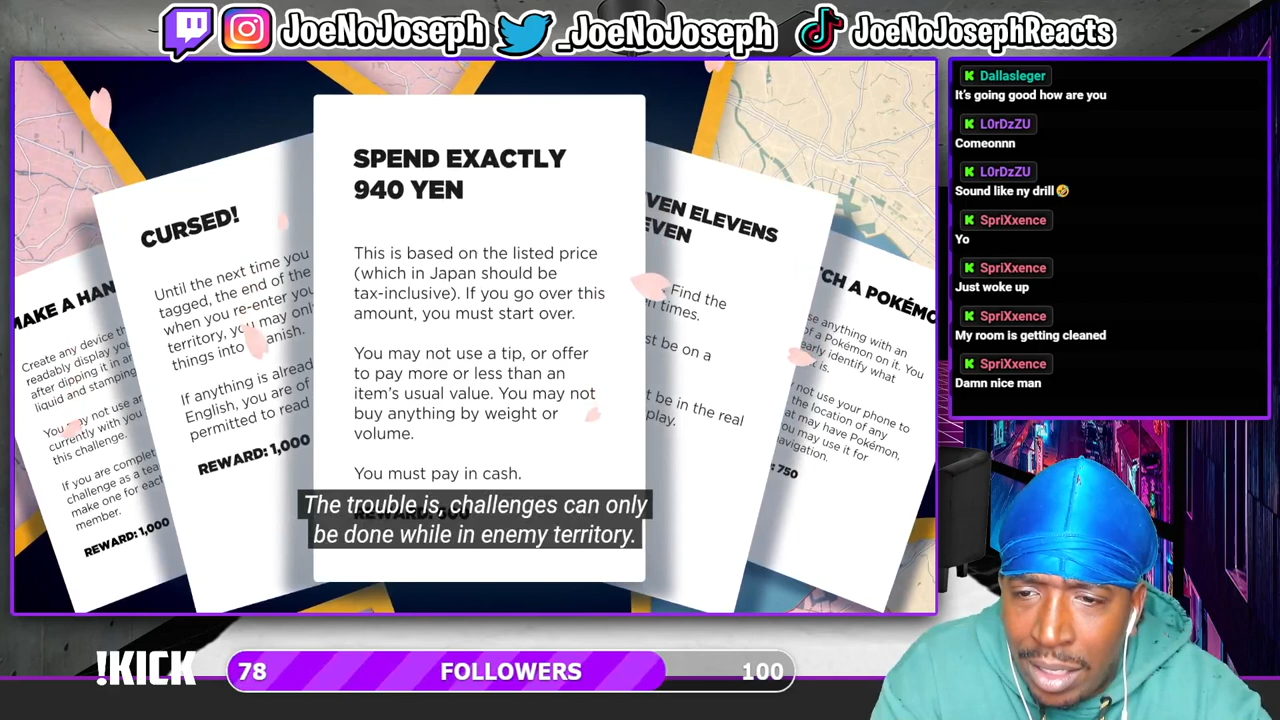 JoeNoJoseph
_JoeNoJoseph
JoeNoJosephReacts
MAKE A HAN
Create any device th
readably display you
after dipping it in an
liquid and stamping
You may not use an
currently with you
this challenge.
If you are complet
challenge as a tea
make one for each
member.
REWARD: 1,000
CURSED!
Until the next time you
tagged, the end of the
when you re-enter you
territory, you may only
things into anish.
If anything is alread
English, you are of
permitted to read
REWARD: 1,000
SPEND EXACTLY
940 YEN
This is based on the listed price
(which in Japan should be
tax-inclusive). If you go over this
amount, you must start over.
You may not use a tip, or offer
to pay more or less than an
item's usual value. You may not
buy anything by weight or
volume.
You must pay in cash.
The trouble is, challenges can only
be done while in enemy territory.
VEN ELEVENS
EVEN
Find the
n times.
st be on a
t be in the real
play.
TCH A POKÉMO
se anything with an
of a Pokémon on it. You
early identify what
t is.
not use your phone to
the location of any
at may have Pokémon.
ou may use it for
avigation.
: 750
K Dallasleger
It's going good how are you
K L0rDzZU
Comeonnn
K L0rDzZU
Sound like ny drill🤣
K SpriXxence
Yo
K SpriXxence
Just woke up
K SpriXxence
My room is getting cleaned
K SpriXxence
Damn nice man
!KICK
78 FOLLOWERS 100